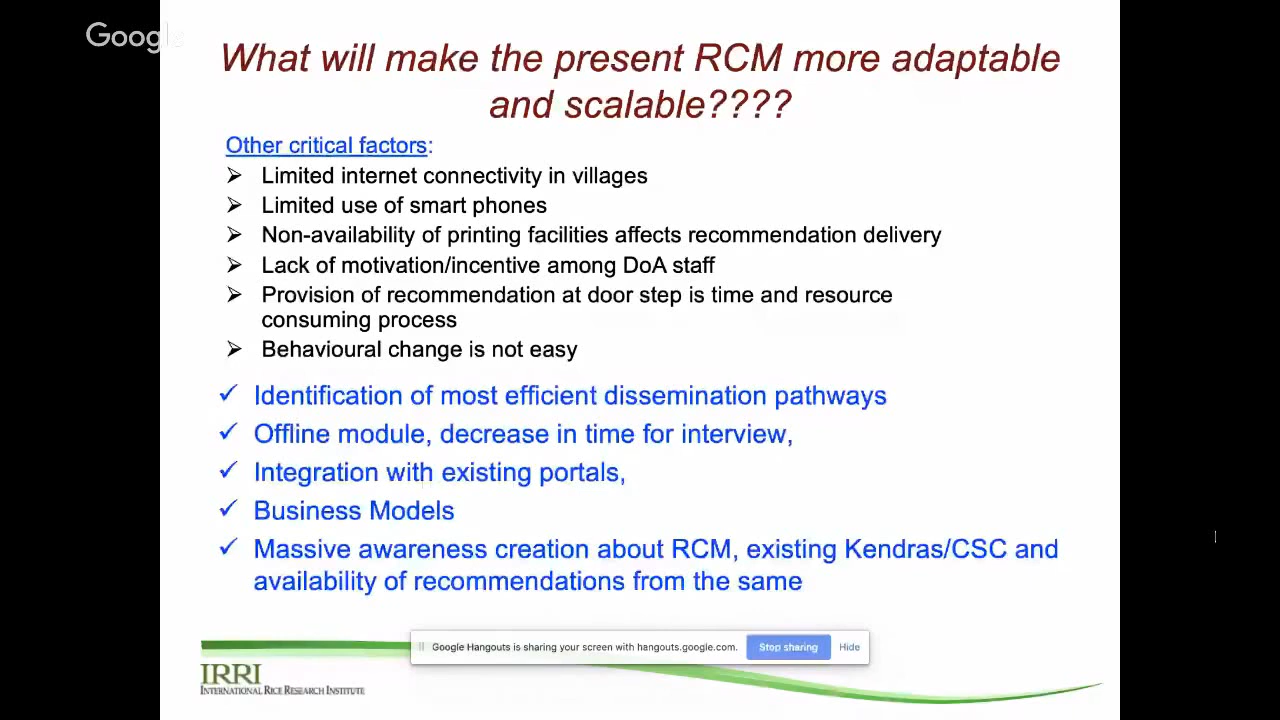 Google
What will make the present RCM more adaptable
and scalable????
Other critical factors:
➢ Limited internet connectivity in villages
➢ Limited use of smart phones
➢ Non-availability of printing facilities affects recommendation delivery
➢ Lack of motivation/incentive among DoA staff
➢ Provision of recommendation at door step is time and resource
consuming process
➢ Behavioural change is not easy
✓ Identification of most efficient dissemination pathways
✓ Offline module, decrease in time for interview,
✓ Integration with existing portals,
✓ Business Models
✓ Massive awareness creation about RCM, existing Kendras/CSC and
availability of recommendations from the same
Google Hangouts is sharing your screen with hangouts.google.com. Stop sharing Hide
IRRI
INTERNATIONAL RICE RESEARCH INSTITUTE